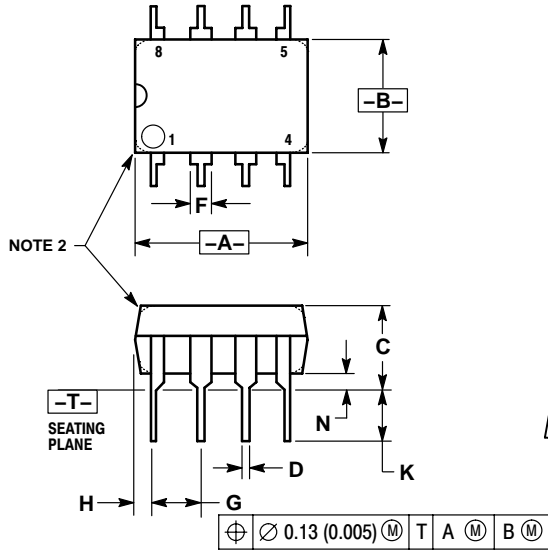 8 5
–B–
1 4
F
NOTE 2
–A–
C
–T–
N
SEATING
PLANE
D
K
H G
⌖ ∅ 0.13 (0.005) Ⓜ T A Ⓜ B Ⓜ